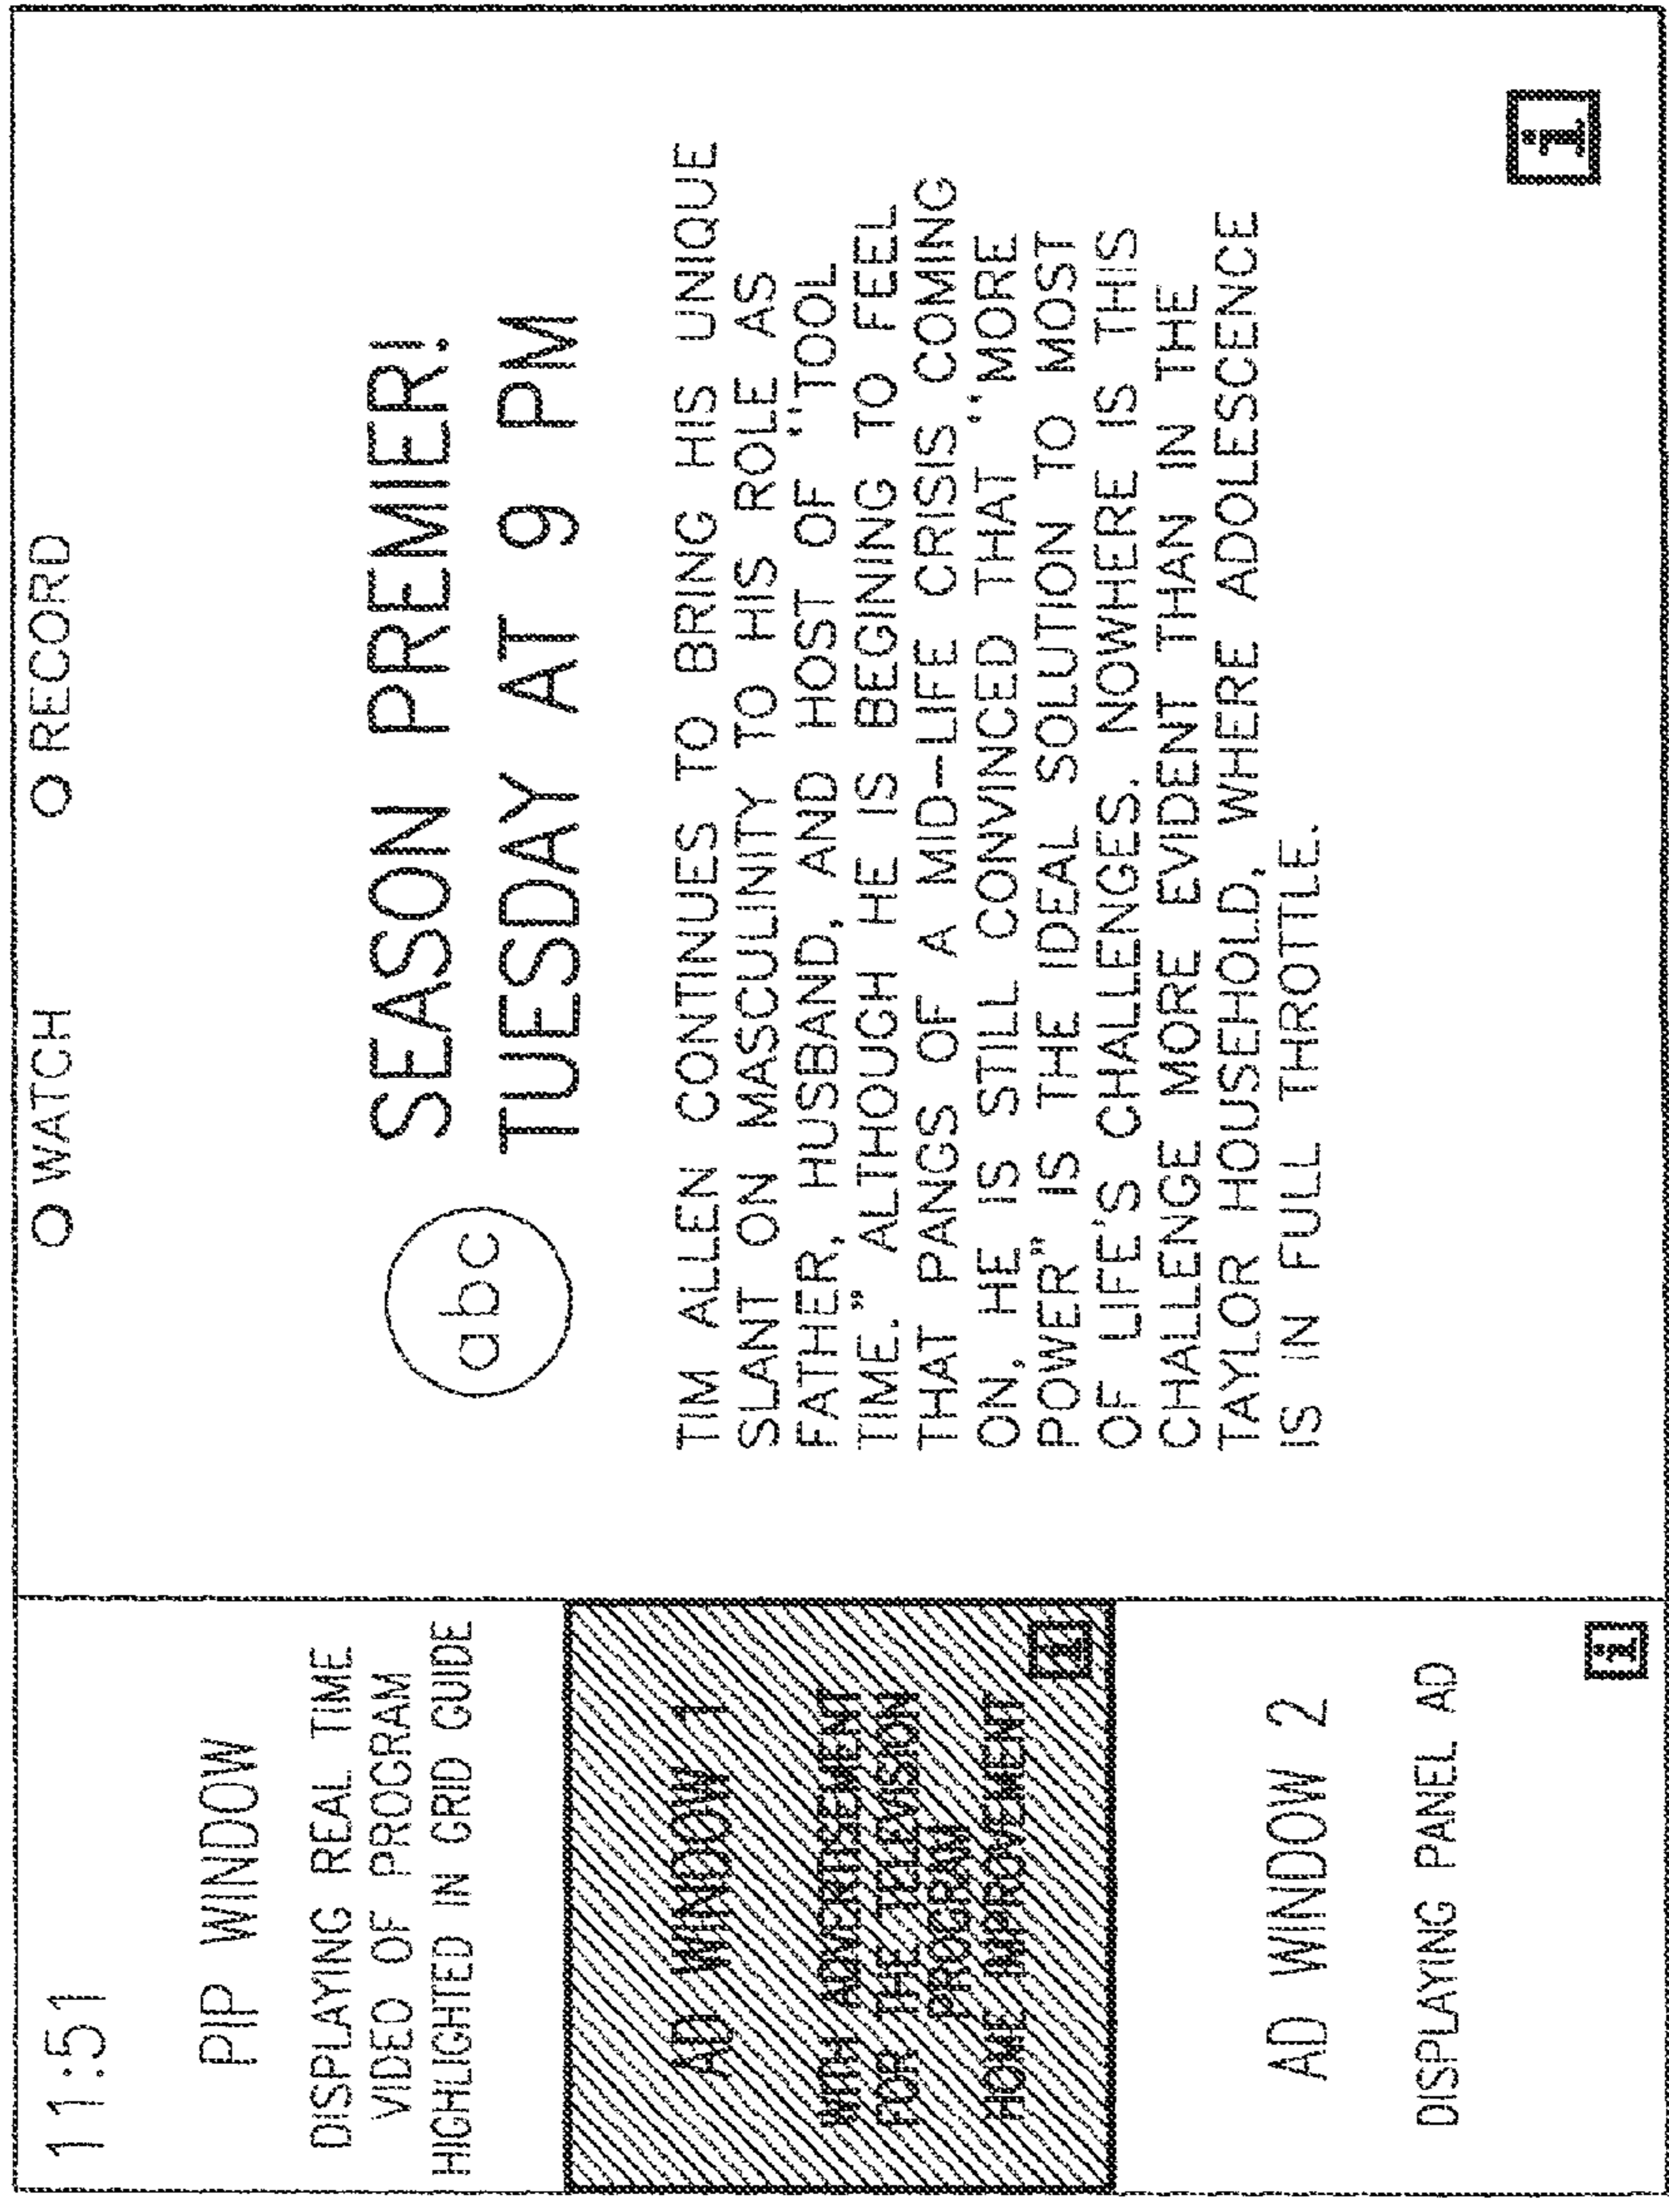 11:51
PIP WINDOW
DISPLAYING REAL TIME
VIDEO OF PROGRAM
HIGHLIGHTED IN GRID GUIDE
AD WINDOW 1
WITH ADVERTISEMENT
FOR THE TELEVISION
PROGRAM
HOME IMPROVEMENT
i
AD WINDOW 2
DISPLAYING PANEL AD
i
O WATCH O RECORD
abc
SEASON PREMIER!
TUESDAY AT 9 PM
TIM ALLEN CONTINUES TO BRING HIS UNIQUE
SLANT ON MASCULINITY TO HIS ROLE AS
FATHER, HUSBAND, AND HOST OF "TOOL
TIME." ALTHOUGH HE IS BEGINING TO FEEL
THAT PANGS OF A MID-LIFE CRISIS COMING
ON, HE IS STILL CONVINCED THAT "MORE
POWER" IS THE IDEAL SOLUTION TO MOST
OF LIFE'S CHALLENGES. NOWHERE IS THIS
CHALLENGE MORE EVIDENT THAN IN THE
TAYLOR HOUSEHOLD, WHERE ADOLESCENCE
IS IN FULL THROTTLE.
i